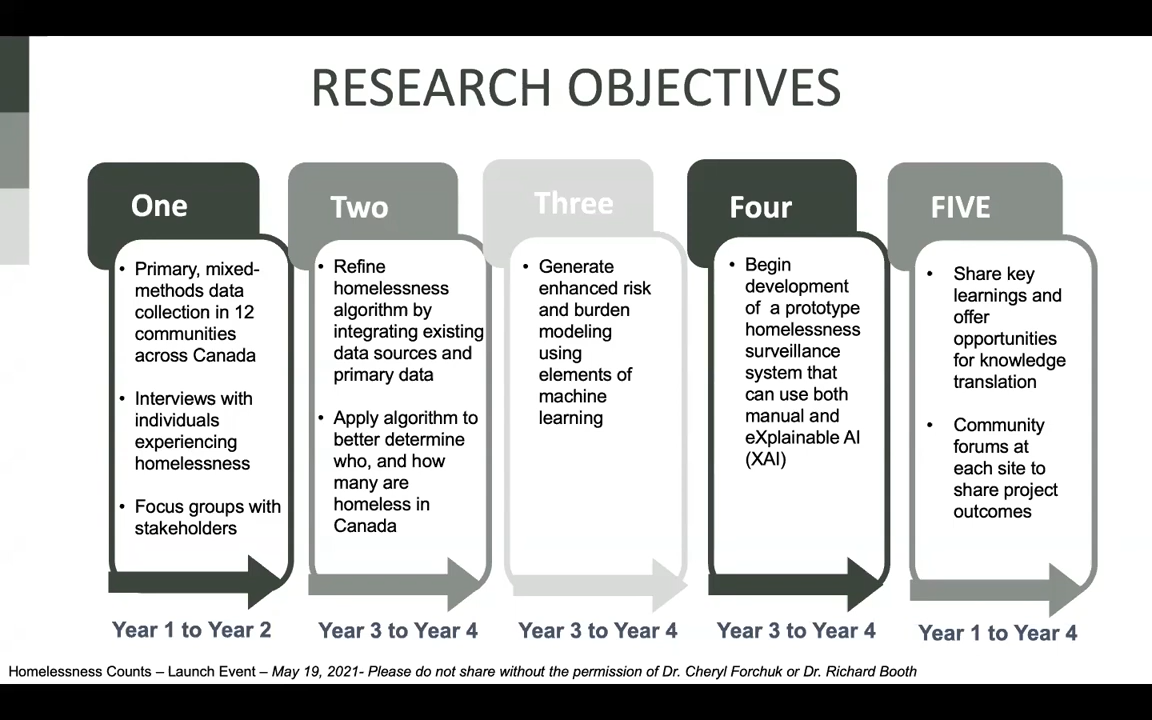 RESEARCH OBJECTIVES
One
• Primary, mixed-
methods data
collection in 12
communities
across Canada
• Interviews with
individuals
experiencing
homelessness
• Focus groups with
stakeholders
Year 1 to Year 2
Two
• Refine
homelessness
algorithm by
integrating existing
data sources and
primary data
• Apply algorithm to
better determine
who, and how
many are
homeless in
Canada
Year 3 to Year 4
Three
• Generate
enhanced risk
and burden
modeling
using
elements of
machine
learning
Year 3 to Year 4
Four
• Begin
development
of a prototype
homelessness
surveillance
system that
can use both
manual and
eXplainable AI
(XAI)
Year 3 to Year 4
FIVE
• Share key
learnings and
offer
opportunities
for knowledge
translation
• Community
forums at
each site to
share project
outcomes
Year 1 to Year 4
Homelessness Counts – Launch Event – May 19, 2021- Please do not share without the permission of Dr. Cheryl Forchuk or Dr. Richard Booth